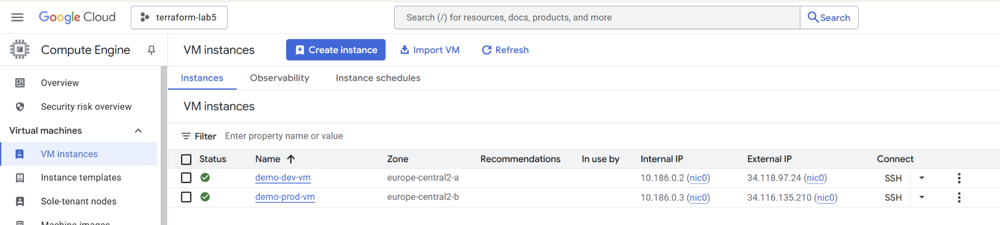 Google Cloud
terraform-lab5
Search (/) for resources, docs, products, and more
Search
Compute Engine
VM instances
Create instance
Import VM
Refresh
Overview
Security risk overview
Virtual machines
VM instances
Instance templates
Sole-tenant nodes
Machine images
Instances
Observability
Instance schedules
VM instances
Filter Enter property name or value
Status Name Zone Recommendations In use by Internal IP External IP Connect
demo-dev-vm europe-central2-a 10.186.0.2 (nic0) 34.118.97.24 (nic0) SSH
demo-prod-vm europe-central2-b 10.186.0.3 (nic0) 34.116.135.210 (nic0) SSH